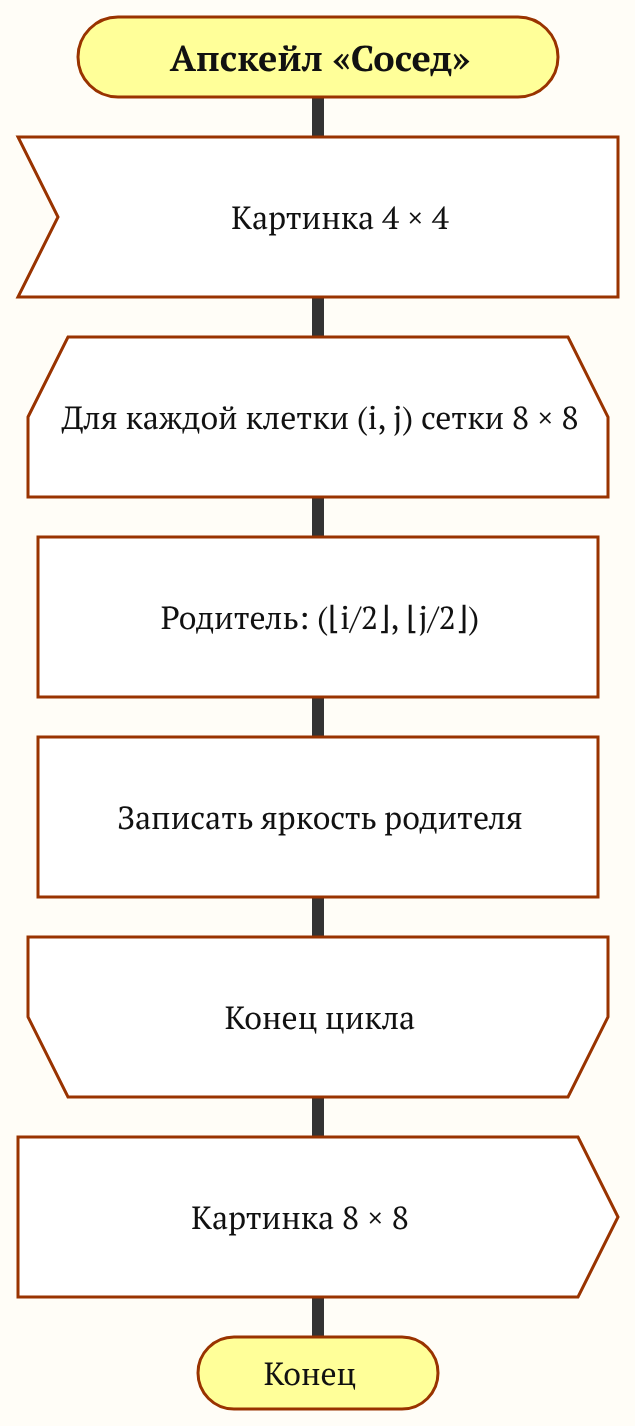 Апскейл «Сосед»
Картинка 4 × 4
Для каждой клетки (i, j) сетки 8 × 8
Родитель: (⌊i/2⌋, ⌊j/2⌋)
Записать яркость родителя
Конец цикла
Картинка 8 × 8
Конец